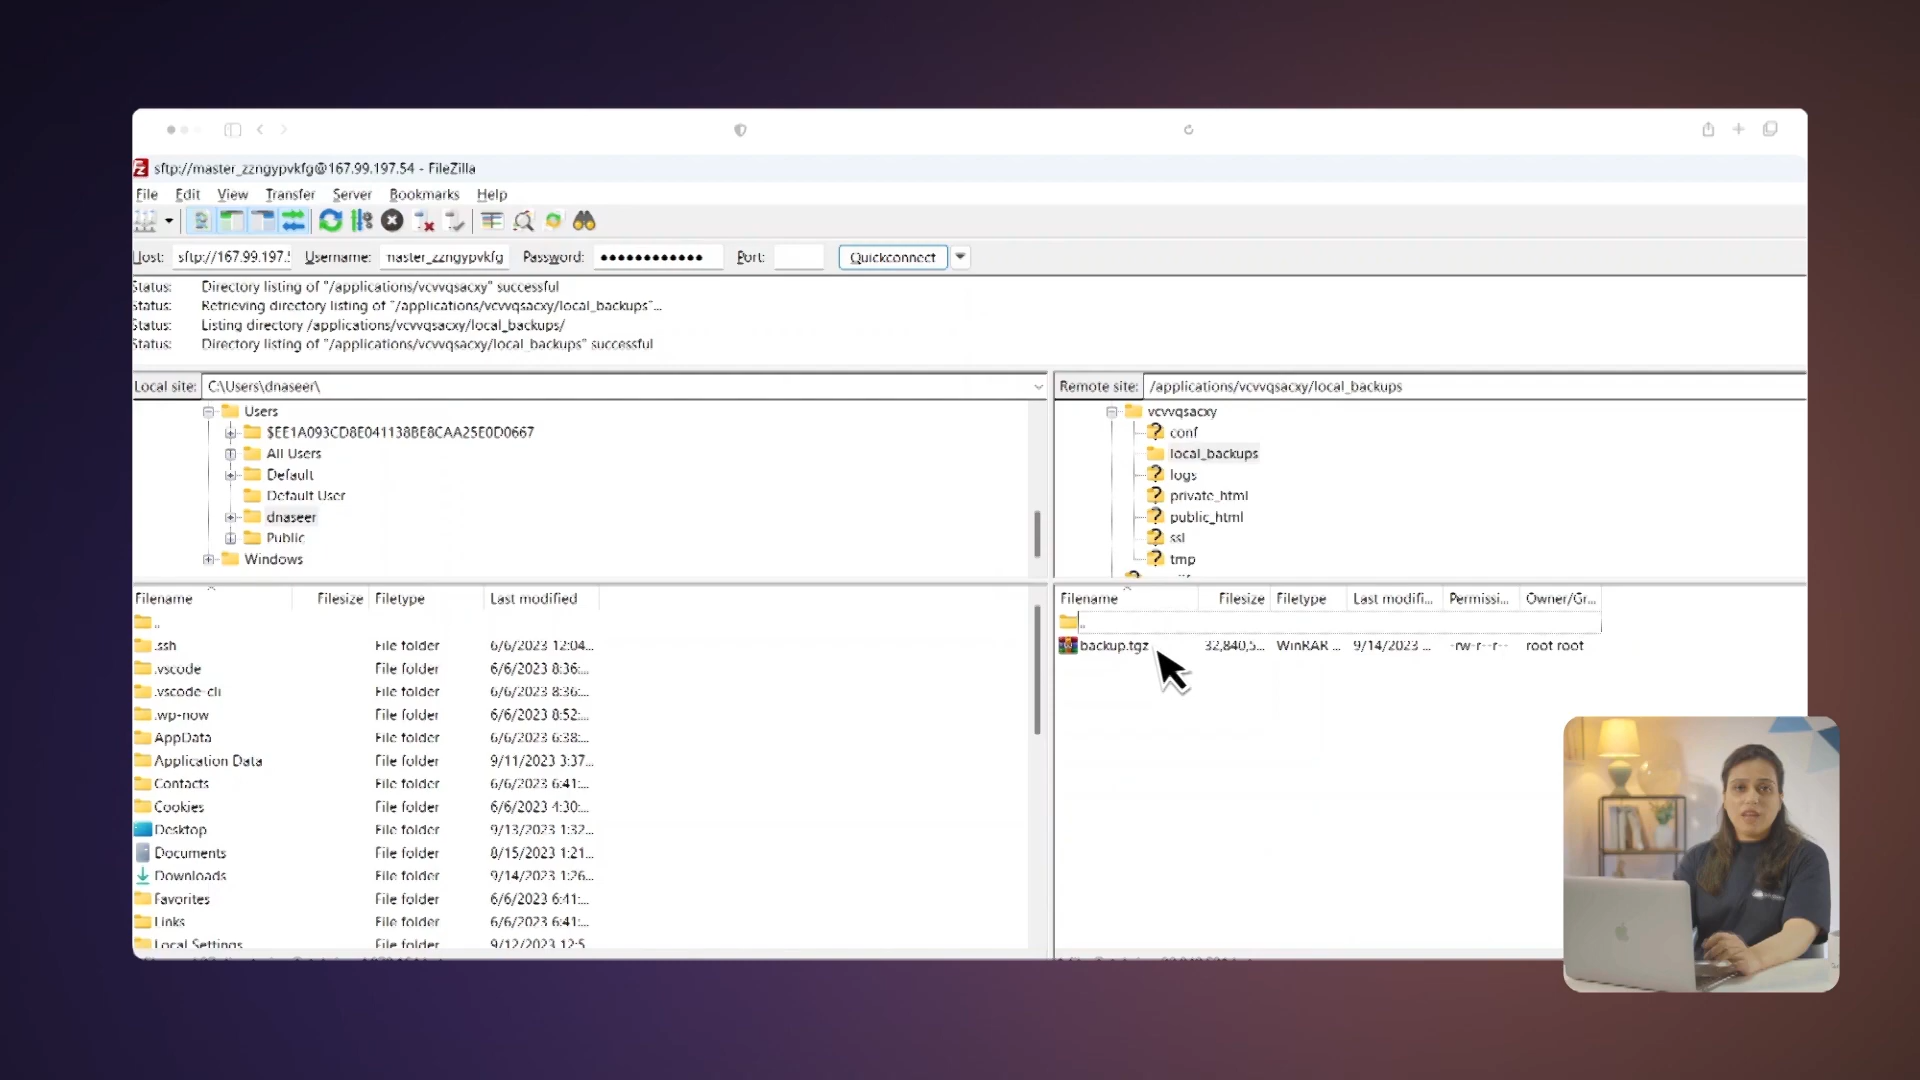 sftp://master_zzngypvkfg@167.99.197.54 - FileZilla
File Edit View Transfer Server Bookmarks Help
Host: sftp://167.99.197.5 Username: master_zzngypvkfg Password: •••••••••••• Port: Quickconnect
Status: Directory listing of "/applications/vcvvqsacxy" successful
Status: Retrieving directory listing of "/applications/vcvvqsacxy/local_backups"...
Status: Listing directory /applications/vcvvqsacxy/local_backups/
Status: Directory listing of "/applications/vcvvqsacxy/local_backups" successful
Local site: C:\Users\dnaseer\
Users
$EE1A093CD8E041138BE8CAA25E0D0667
All Users
Default
Default User
dnaseer
Public
Windows
Filename Filesize Filetype Last modified
..
.ssh File folder 6/6/2023 12:04...
.vscode File folder 6/6/2023 8:36:...
.vscode-cli File folder 6/6/2023 8:36:...
.wp-now File folder 6/6/2023 8:52:...
AppData File folder 6/6/2023 6:38:...
Application Data File folder 9/11/2023 3:37...
Contacts File folder 6/6/2023 6:41:...
Cookies File folder 6/6/2023 4:30:...
Desktop File folder 9/13/2023 1:32...
Documents File folder 8/15/2023 1:21...
Downloads File folder 9/14/2023 1:26...
Favorites File folder 6/6/2023 6:41:...
Links File folder 6/6/2023 6:41:...
Local Settings File folder 9/12/2023 12:5
Remote site: /applications/vcvvqsacxy/local_backups
vcvvqsacxy
conf
local_backups
logs
private_html
public_html
ssl
tmp
Filename Filesize Filetype Last modifi... Permissi... Owner/Gr...
..
backup.tgz 32,840,5... WinRAR ... 9/14/2023 ... -rw-r--r-- root root